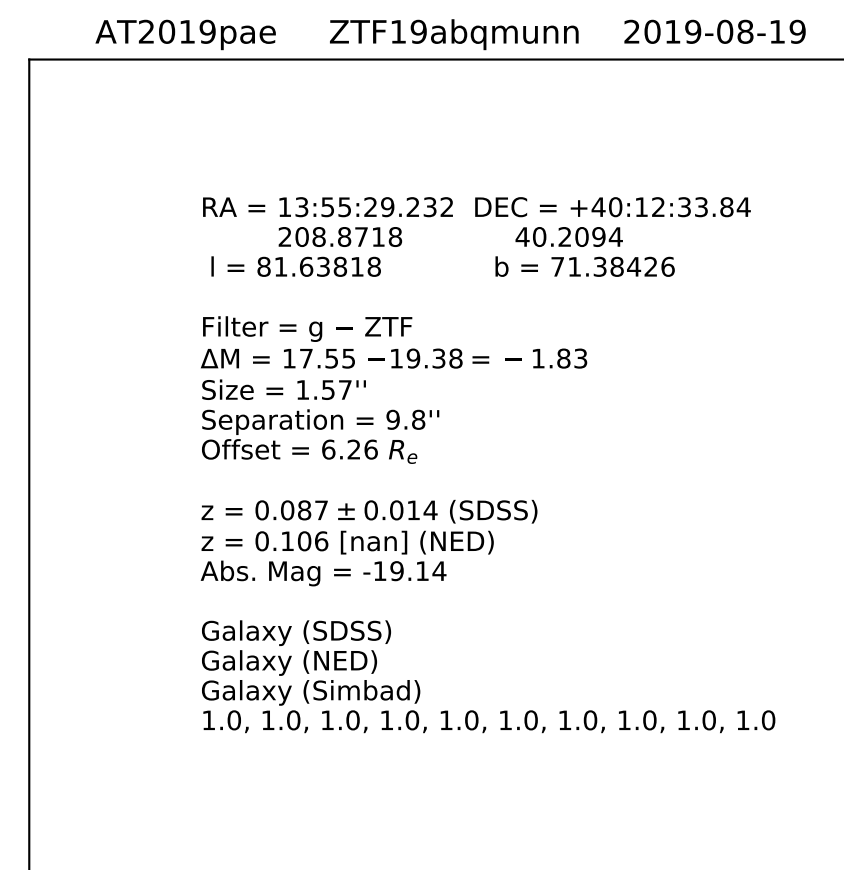 AT2019pae ZTF19abqmunn 2019-08-19
RA = 13:55:29.232 DEC = +40:12:33.84
208.8718 40.2094
l = 81.63818 b = 71.38426
Filter = g − ZTF
ΔM = 17.55 −19.38 = − 1.83
Size = 1.57''
Separation = 9.8''
Offset = 6.26 Rₑ
z = 0.087 ± 0.014 (SDSS)
z = 0.106 [nan] (NED)
Abs. Mag = -19.14
Galaxy (SDSS)
Galaxy (NED)
Galaxy (Simbad)
1.0, 1.0, 1.0, 1.0, 1.0, 1.0, 1.0, 1.0, 1.0, 1.0